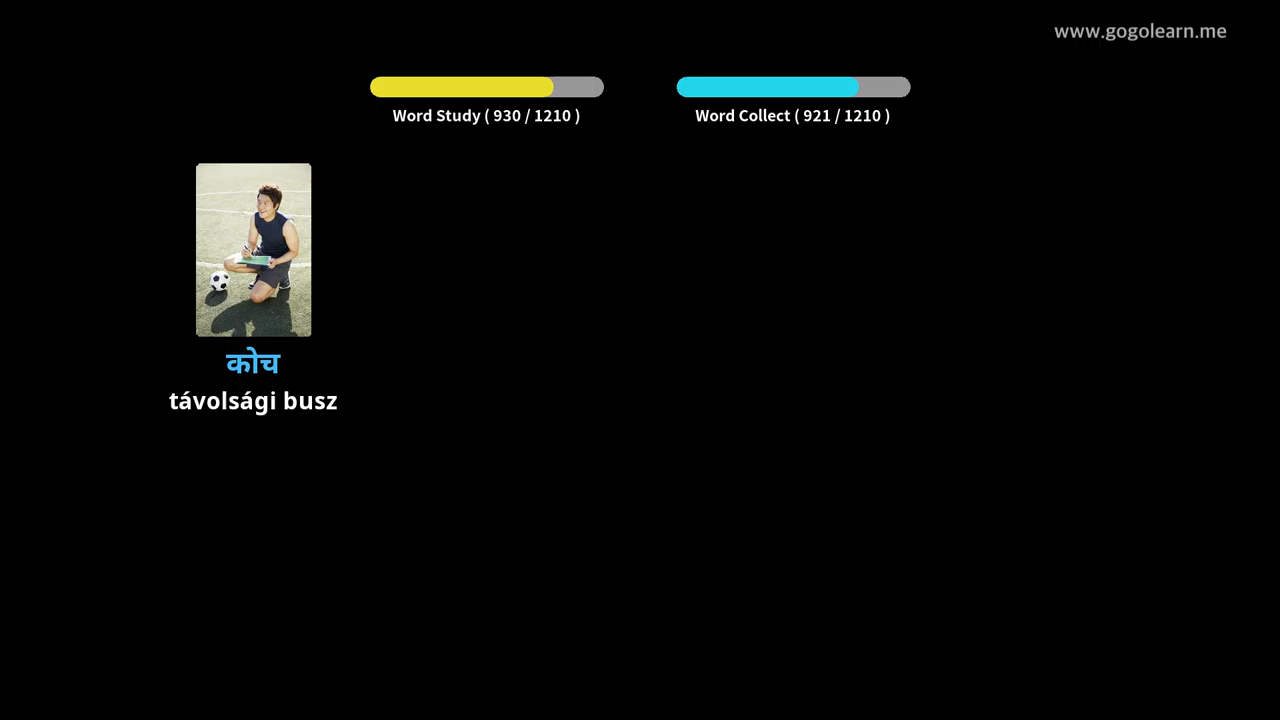 www.gogolearn.me
Word Study ( 930 / 1210 )
Word Collect ( 921 / 1210 )
कोच
távolsági busz